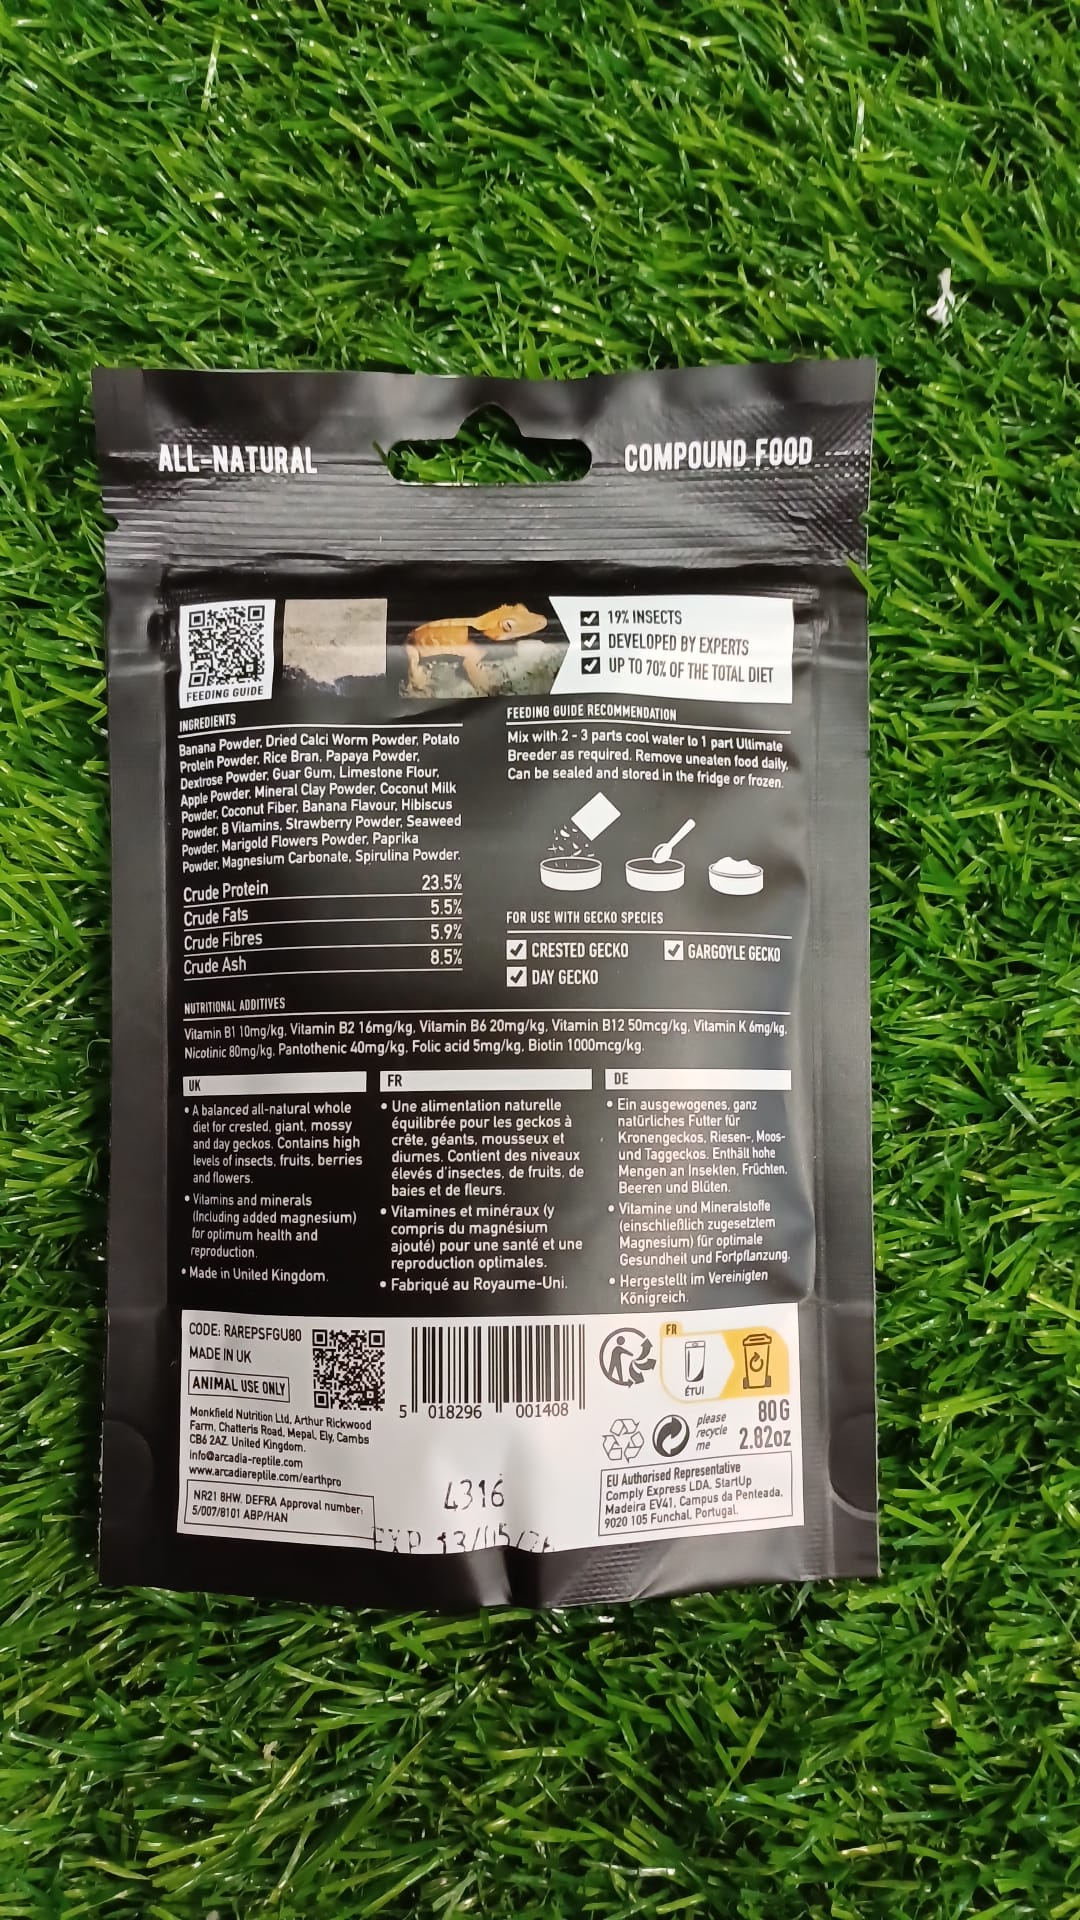 ALL-NATURAL
COMPOUND FOOD
FEEDING GUIDE
19% INSECTS
DEVELOPED BY EXPERTS
UP TO 70% OF THE TOTAL DIET
INGREDIENTS
Banana Powder, Dried Calci Worm Powder, Potato
Protein Powder, Rice Bran, Papaya Powder,
Dextrose Powder, Guar Gum, Limestone Flour,
Apple Powder, Mineral Clay Powder, Coconut Milk
Powder, Coconut Fiber, Banana Flavour, Hibiscus
Powder, B Vitamins, Strawberry Powder, Seaweed
Powder, Marigold Flowers Powder, Paprika
Powder, Magnesium Carbonate, Spirulina Powder.
Crude Protein 23.5%
Crude Fats 5.5%
Crude Fibres 5.9%
Crude Ash 8.5%
FEEDING GUIDE RECOMMENDATION
Mix with 2 - 3 parts cool water to 1 part Ultimate
Breeder as required. Remove uneaten food daily.
Can be sealed and stored in the fridge or frozen.
FOR USE WITH GECKO SPECIES
CRESTED GECKO
GARGOYLE GECKO
DAY GECKO
NUTRITIONAL ADDITIVES
Vitamin B1 10mg/kg, Vitamin B2 16mg/kg, Vitamin B6 20mg/kg, Vitamin B12 50mcg/kg, Vitamin K 6mg/kg,
Nicotinic 80mg/kg, Pantothenic 40mg/kg, Folic acid 5mg/kg, Biotin 1000mcg/kg.
UK
• A balanced all-natural whole
diet for crested, giant, mossy
and day geckos. Contains high
levels of insects, fruits, berries
and flowers.
• Vitamins and minerals
(Including added magnesium)
for optimum health and
reproduction.
• Made in United Kingdom.
FR
• Une alimentation naturelle
équilibrée pour les geckos à
crête, géants, mousseux et
diurnes. Contient des niveaux
élevés d'insectes, de fruits, de
baies et de fleurs.
• Vitamines et minéraux (y
compris du magnésium
ajouté) pour une santé et une
reproduction optimales.
• Fabriqué au Royaume-Uni.
DE
• Ein ausgewogenes, ganz
natürliches Futter für
Kronengeckos, Riesen-, Moos-
und Taggeckos. Enthält hohe
Mengen an Insekten, Früchten,
Beeren und Blüten.
• Vitamine und Mineralstoffe
(einschließlich zugesetztem
Magnesium) für optimale
Gesundheit und Fortpflanzung.
• Hergestellt im Vereinigten
Königreich.
CODE: RAREPSFGU80
MADE IN UK
ANIMAL USE ONLY
Monkfield Nutrition Ltd, Arthur Rickwood
Farm, Chatteris Road, Mepal, Ely, Cambs
CB6 2AZ. United Kingdom.
info@arcadia-reptile.com
www.arcadiareptile.com/earthpro
NR21 8HW. DEFRA Approval number:
5/007/8101 ABP/HAN
5 018296 001408
4316
EXP 13/05/26
FR
ÉTUI
please
recycle
me
80G
2.82oz
EU Authorised Representative
Comply Express LDA, StartUp
Madeira EV41, Campus da Penteada,
9020 105 Funchal, Portugal.